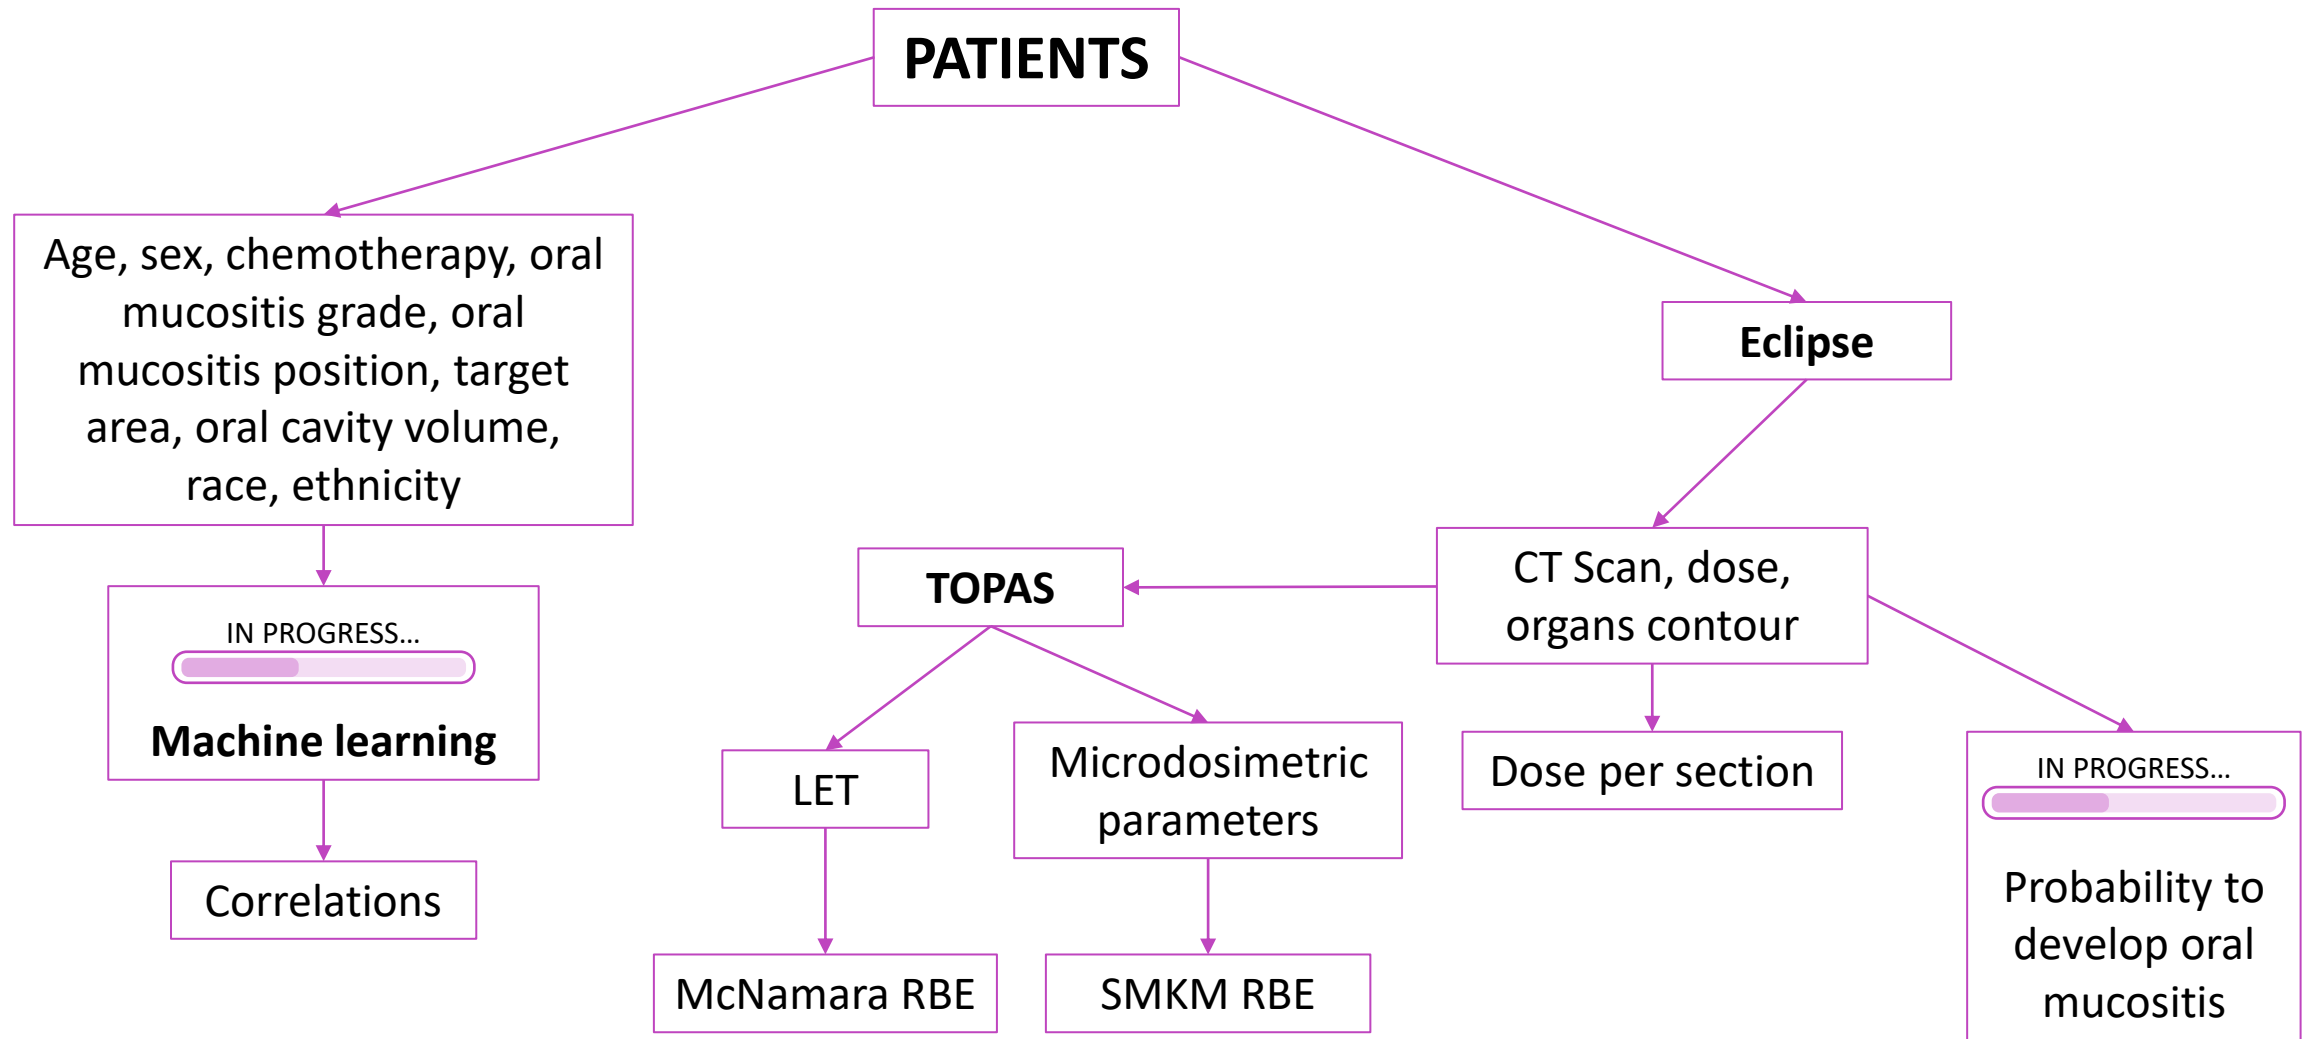 PATIENTS
Age, sex, chemotherapy, oral
mucositis grade, oral
mucositis position, target
area, oral cavity volume,
race, ethnicity
Eclipse
IN PROGRESS...
Machine learning
Correlations
TOPAS
CT Scan, dose,
organs contour
LET
Microdosimetric
parameters
Dose per section
IN PROGRESS...
Probability to
develop oral
mucositis
McNamara RBE
SMKM RBE